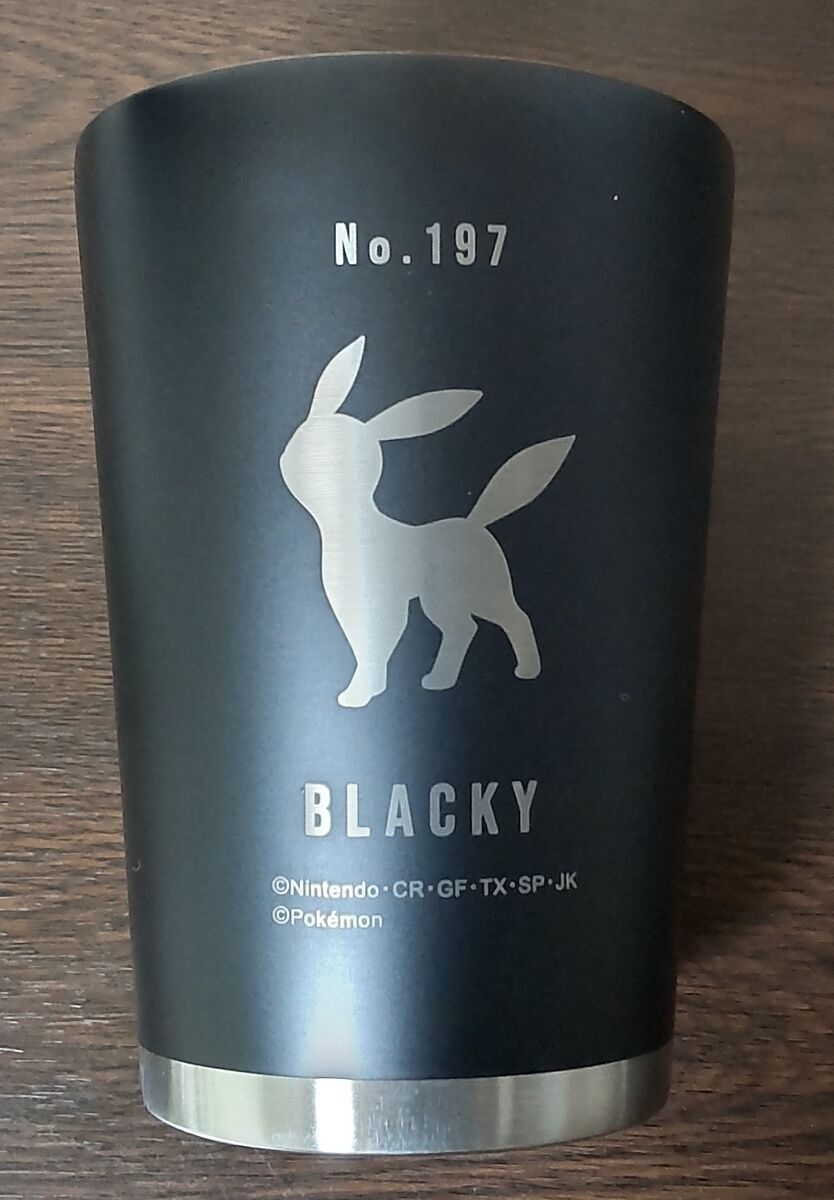 No.197
BLACKY
©Nintendo・CR・GF・TX・SP・JK
©Pokémon